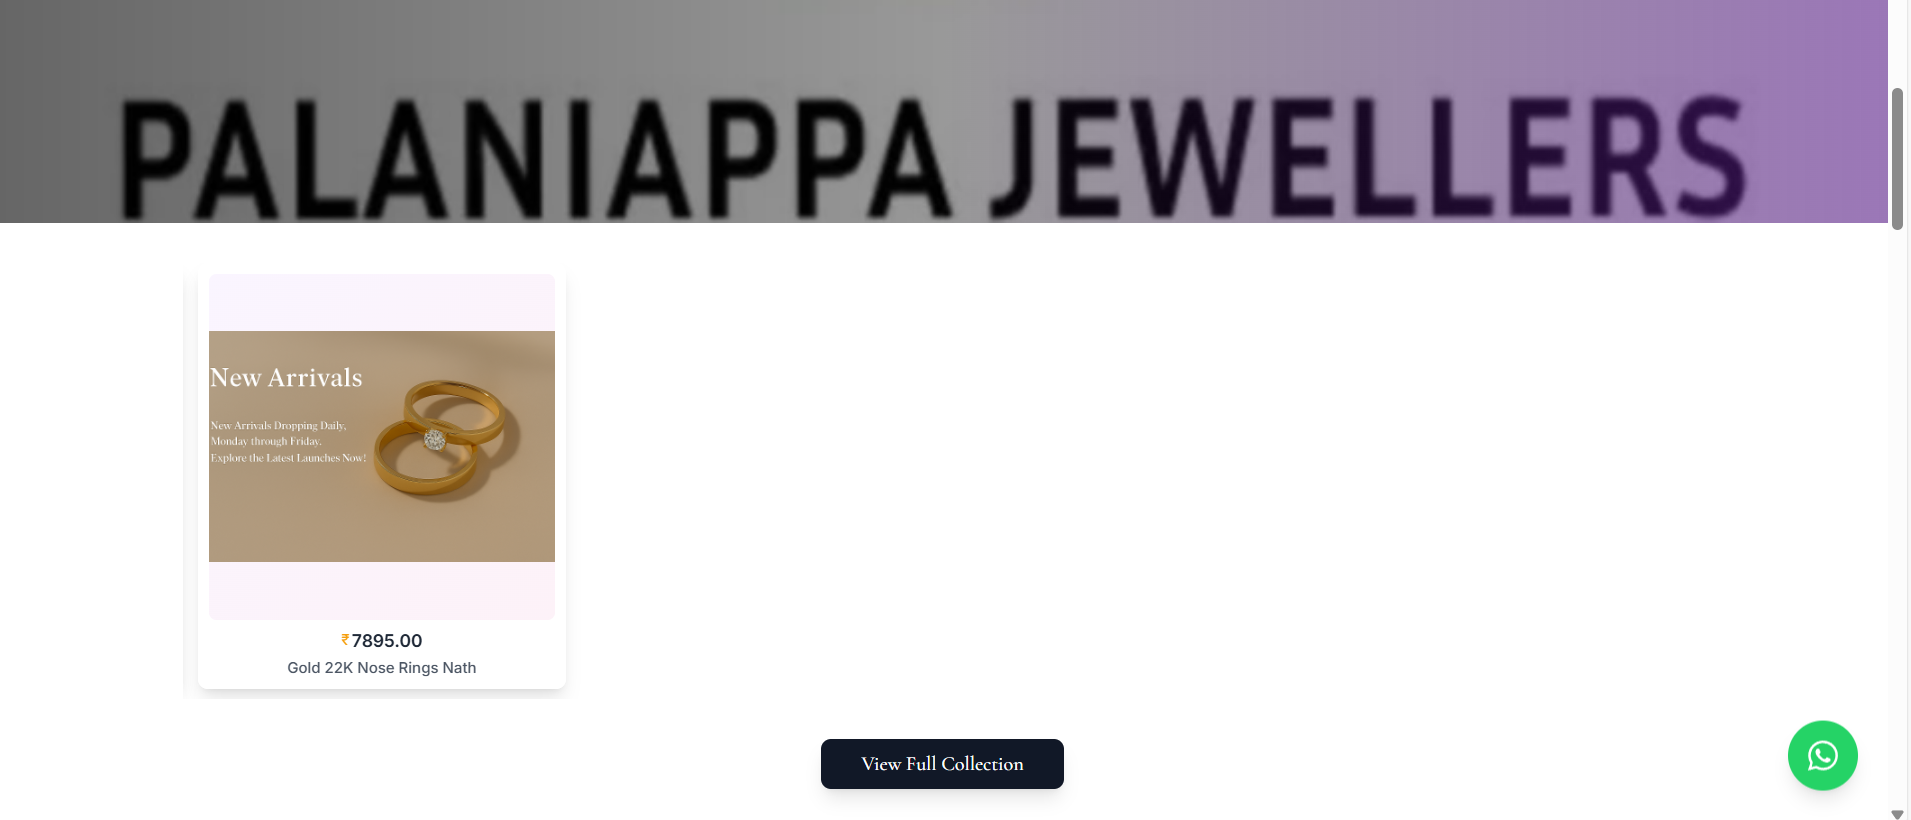 PALANIAPPA JEWELLERS
New Arrivals
New Arrivals Dropping Daily,
Monday through Friday.
Explore the Latest Launches Now!
₹7895.00
Gold 22K Nose Rings Nath
View Full Collection